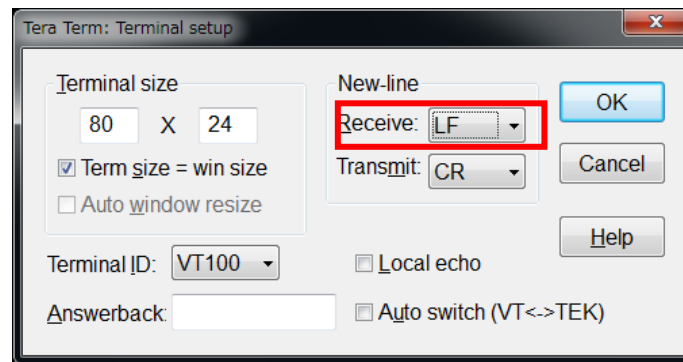 Tera Term: Terminal setup
x
Terminal size
80 X 24
Term size = win size
Auto window resize
New-line
Receive: LF
Transmit: CR
OK
Cancel
Help
Terminal ID: VT100
Local echo
Answerback:
Auto switch (VT<->TEK)